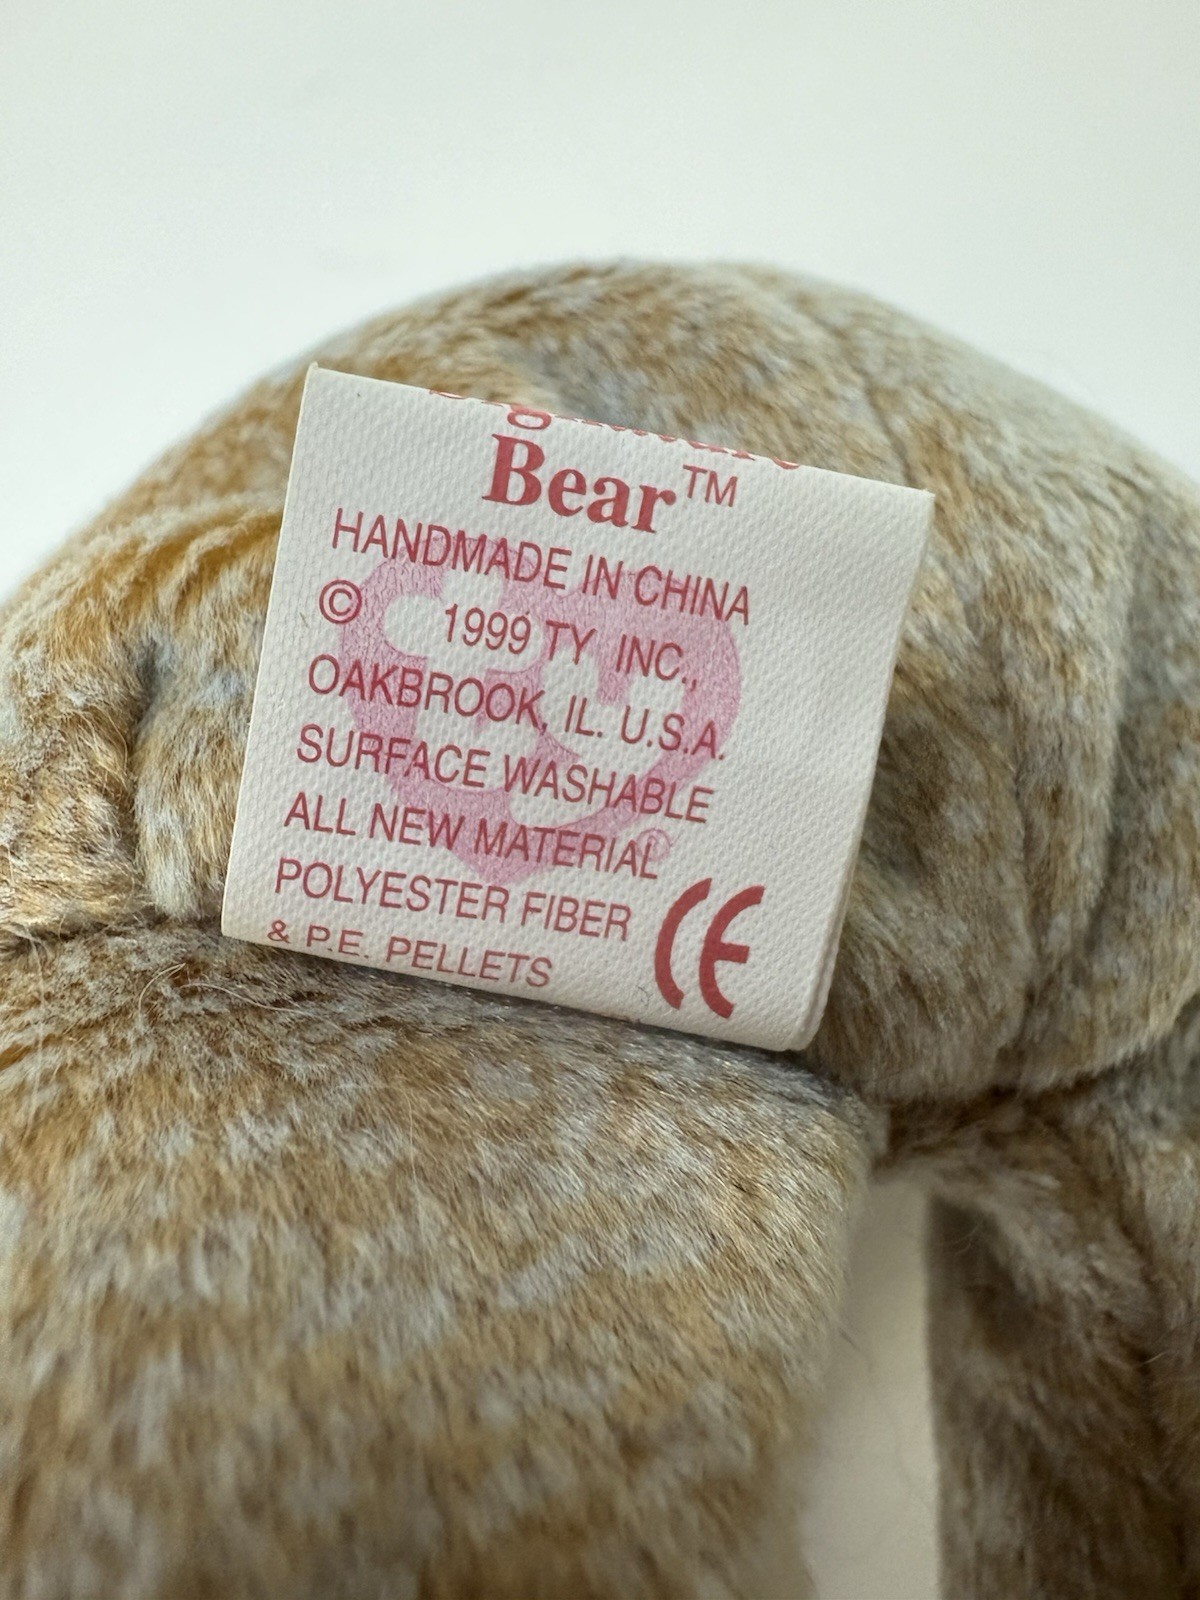 Bear™
HANDMADE IN CHINA
© 1999 TY INC.,
OAKBROOK, IL. U.S.A.
SURFACE WASHABLE
ALL NEW MATERIAL
POLYESTER FIBER
& P.E. PELLETS
CE